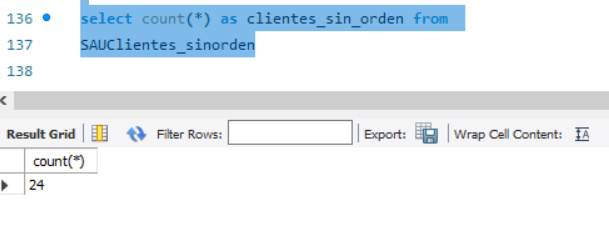 136 select count(*) as clientes_sin_orden from
137 SAUClientes_sinorden
138
Result Grid Filter Rows: Export: Wrap Cell Content: IA
count(*)
24